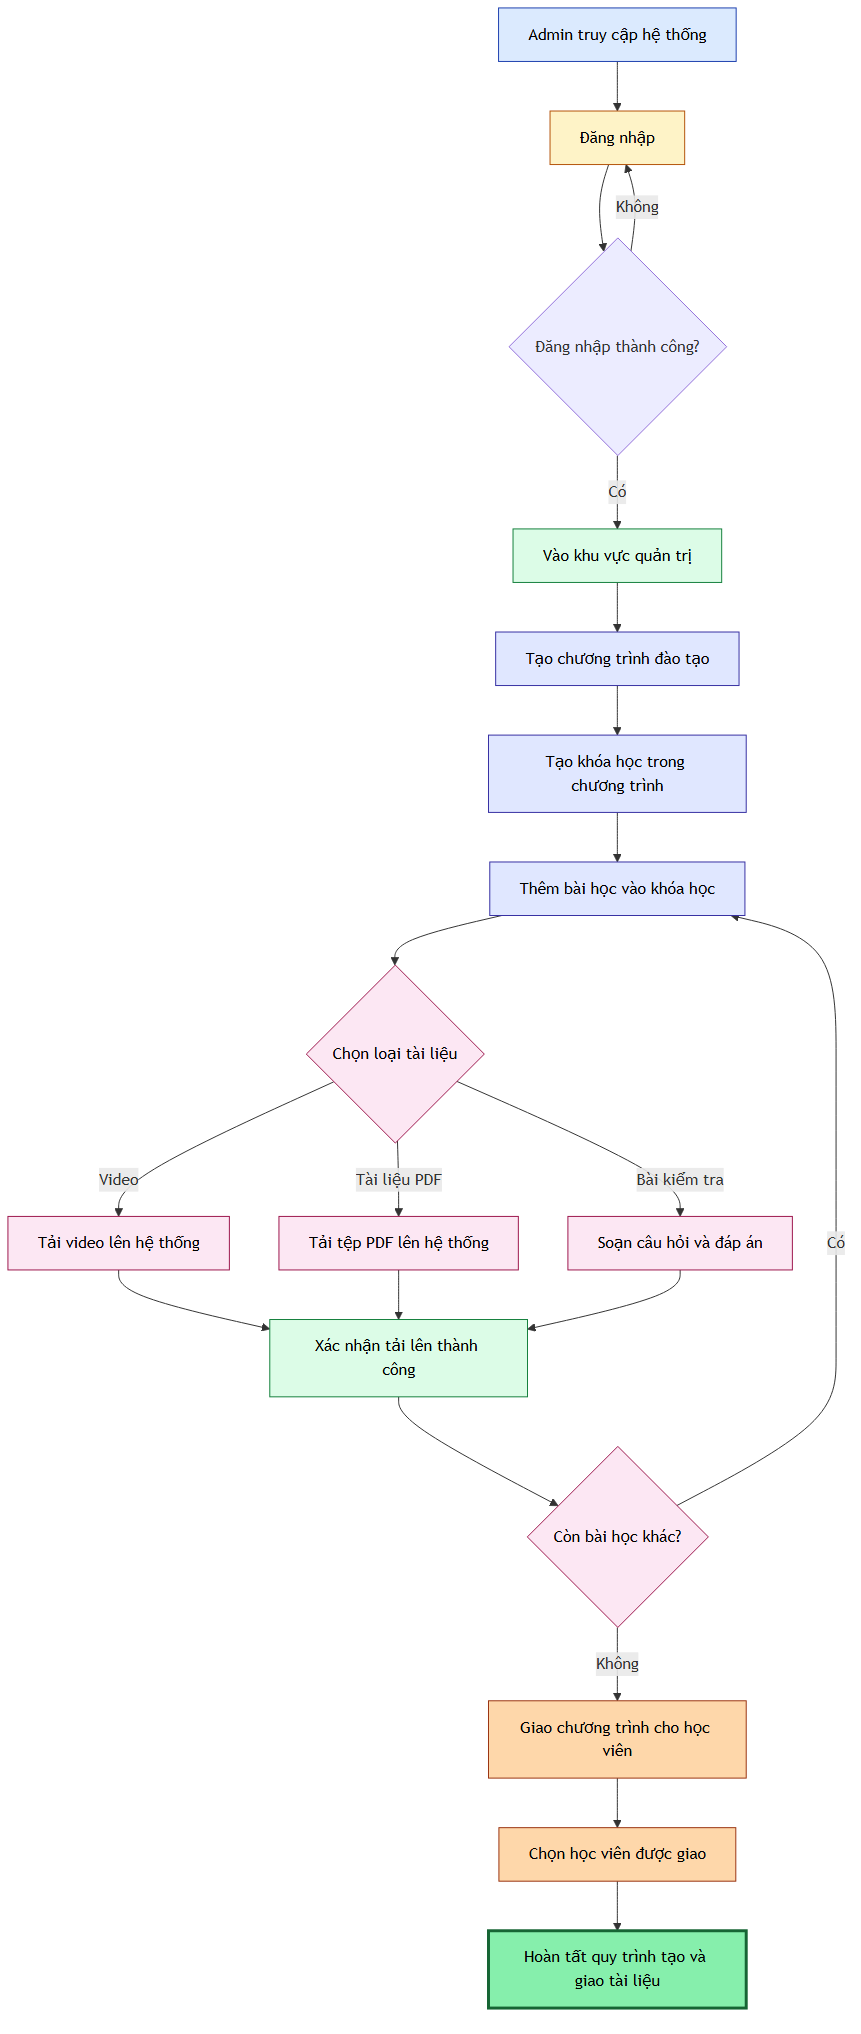 Admin truy cập hệ thống
Đăng nhập
Không
Đăng nhập thành công?
Có
Vào khu vực quản trị
Tạo chương trình đào tạo
Tạo khóa học trong
chương trình
Thêm bài học vào khóa học
Chọn loại tài liệu
Video
Tài liệu PDF
Bài kiểm tra
Tải video lên hệ thống
Tải tệp PDF lên hệ thống
Soạn câu hỏi và đáp án
Có
Xác nhận tải lên thành
công
Còn bài học khác?
Không
Giao chương trình cho học
viên
Chọn học viên được giao
Hoàn tất quy trình tạo và
giao tài liệu